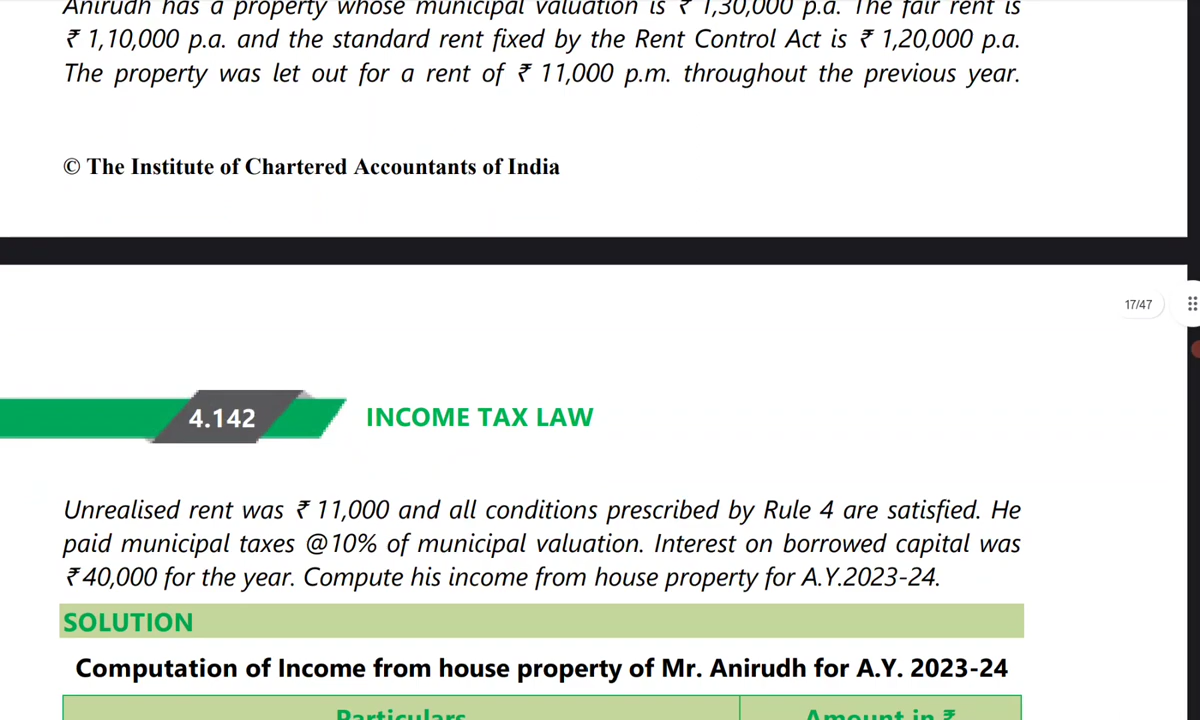 Anirudh has a property whose municipal valuation is ₹ 1,30,000 p.a. The fair rent is
₹ 1,10,000 p.a. and the standard rent fixed by the Rent Control Act is ₹ 1,20,000 p.a.
The property was let out for a rent of ₹ 11,000 p.m. throughout the previous year.
© The Institute of Chartered Accountants of India
17/47
4.142 INCOME TAX LAW
Unrealised rent was ₹ 11,000 and all conditions prescribed by Rule 4 are satisfied. He
paid municipal taxes @10% of municipal valuation. Interest on borrowed capital was
₹ 40,000 for the year. Compute his income from house property for A.Y.2023-24.
SOLUTION
Computation of Income from house property of Mr. Anirudh for A.Y. 2023-24
Particulars Amount in ₹